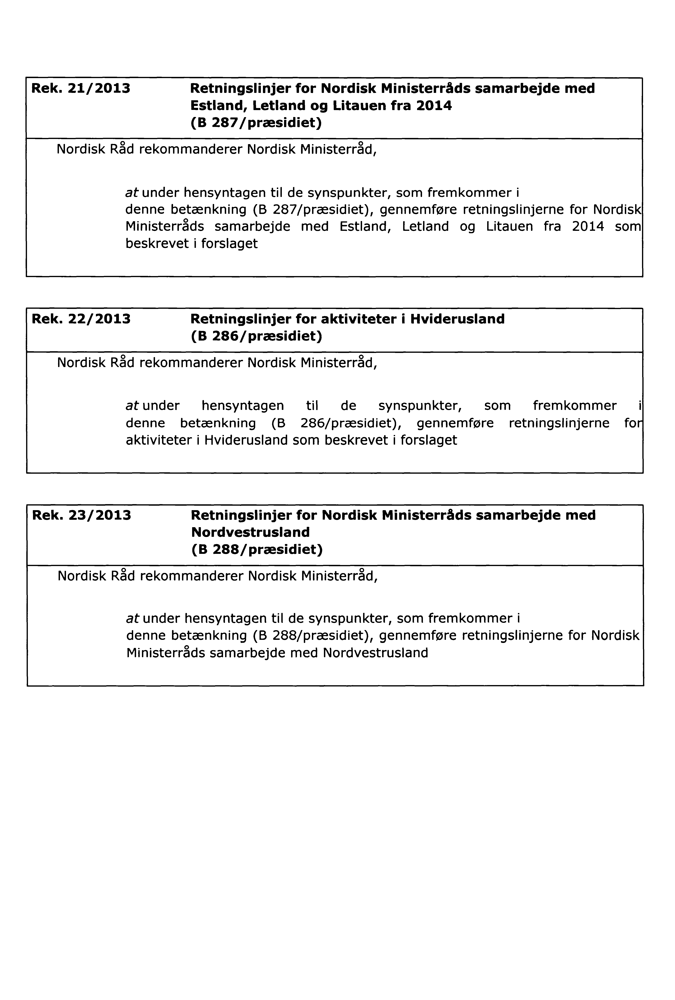 Rek. 21/2013 Retningslinjer for Nordisk Ministerråds samarbejde med
Estland, Letland og Litauen fra 2014
(B 287/præsidiet)
Nordisk Råd rekommanderer Nordisk Ministerråd,
at under hensyntagen til de synspunkter, som fremkommer i
denne betænkning (B 287/præsidiet), gennemføre retningslinjerne for Nordisk
Ministerråds samarbejde med Estland, Letland og Litauen fra 2014 som
beskrevet i forslaget
Rek. 22/2013 Retningslinjer for aktiviteter i Hviderusland
(B 286/præsidiet)
Nordisk Råd rekommanderer Nordisk Ministerråd,
at under hensyntagen til de synspunkter, som fremkommer i
denne betænkning (B 286/præsidiet), gennemføre retningslinjerne for
aktiviteter i Hviderusland som beskrevet i forslaget
Rek. 23/2013 Retningslinjer for Nordisk Ministerråds samarbejde med
Nordvestrusland
(B 288/præsidiet)
Nordisk Råd rekommanderer Nordisk Ministerråd,
at under hensyntagen til de synspunkter, som fremkommer i
denne betænkning (B 288/præsidiet), gennemføre retningslinjerne for Nordisk
Ministerråds samarbejde med Nordvestrusland